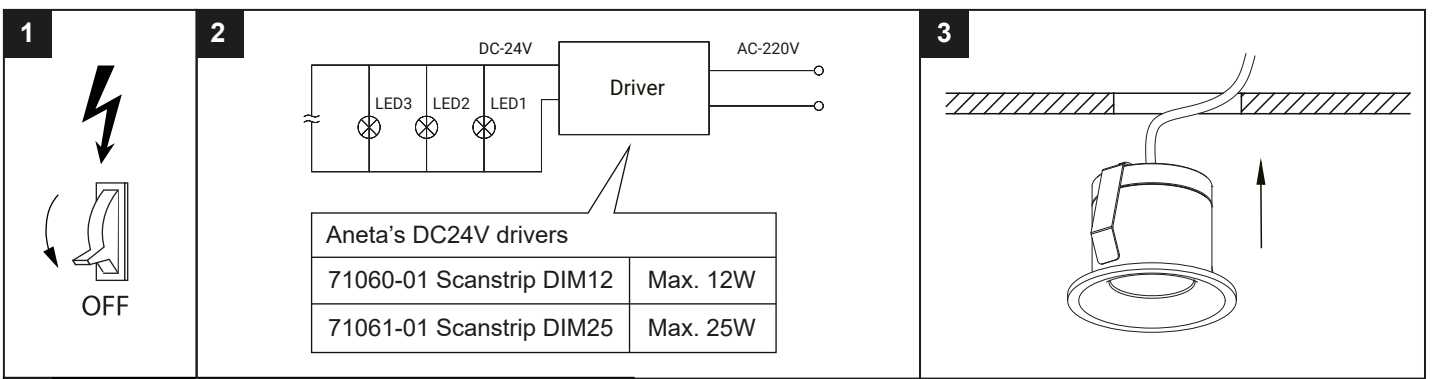 1
OFF
2
DC-24V
AC-220V
Driver
LED3 LED2 LED1
Aneta's DC24V drivers
71060-01 Scanstrip DIM12 Max. 12W
71061-01 Scanstrip DIM25 Max. 25W
3